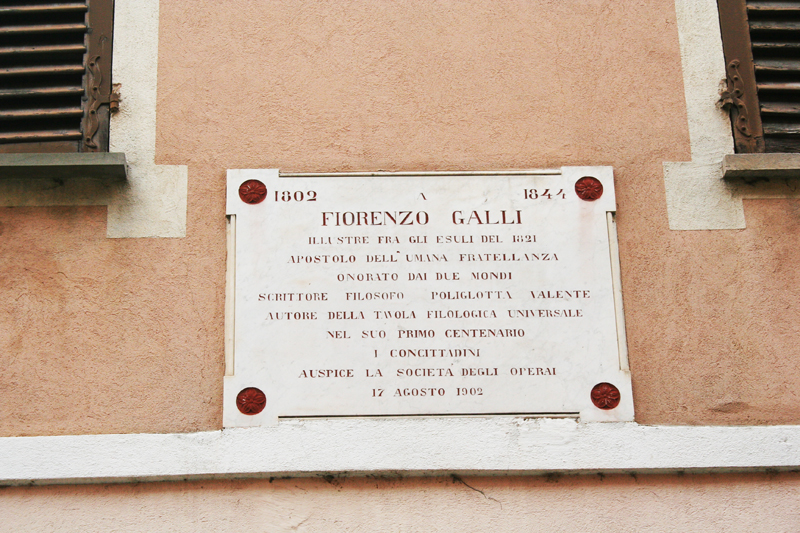 1802 A 1844
FIORENZO GALLI
ILLUSTRE FRA GLI ESULI DEL 1821
APOSTOLO DELL'UMANA FRATELLANZA
ONORATO DAI DUE MONDI
SCRITTORE FILOSOFO POLIGLOTTA VALENTE
AUTORE DELLA TAVOLA FILOLOGICA UNIVERSALE
NEL SUO PRIMO CENTENARIO
I CONCITTADINI
AUSPICE LA SOCIETÀ DEGLI OPERAI
17 AGOSTO 1902